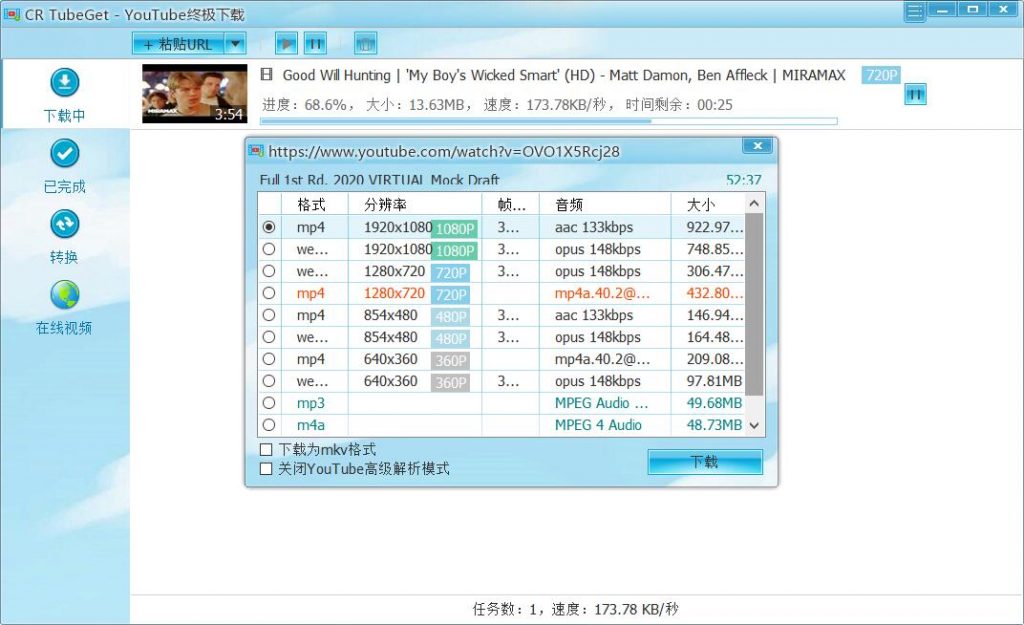 CR TubeGet - YouTube终极下载
+ 粘贴URL
下载中
已完成
转换
在线视频
MIRAMAX
3:54
Good Will Hunting | 'My Boy's Wicked Smart' (HD) - Matt Damon, Ben Affleck | MIRAMAX 720P
进度：68.6%， 大小：13.63MB， 速度：173.78KB/秒， 时间剩余：00:25
https://www.youtube.com/watch?v=OVO1X5Rcj28
Full 1st Rd. 2020 VIRTUAL Mock Draft 52:37
格式 分辨率 帧... 音频 大小
mp4 1920x1080 1080P 3... aac 133kbps 922.97...
we... 1920x1080 1080P 3... opus 148kbps 748.85...
we... 1280x720 720P 3... opus 148kbps 306.47...
mp4 1280x720 720P mp4a.40.2@... 432.80...
mp4 854x480 480P 3... aac 133kbps 146.94...
we... 854x480 480P 3... opus 148kbps 164.48...
mp4 640x360 360P mp4a.40.2@... 209.08...
we... 640x360 360P 3... opus 148kbps 97.81MB
mp3 MPEG Audio ... 49.68MB
m4a MPEG 4 Audio 48.73MB
下载为mkv格式
关闭YouTube高级解析模式
下载
任务数：1，速度：173.78 KB/秒